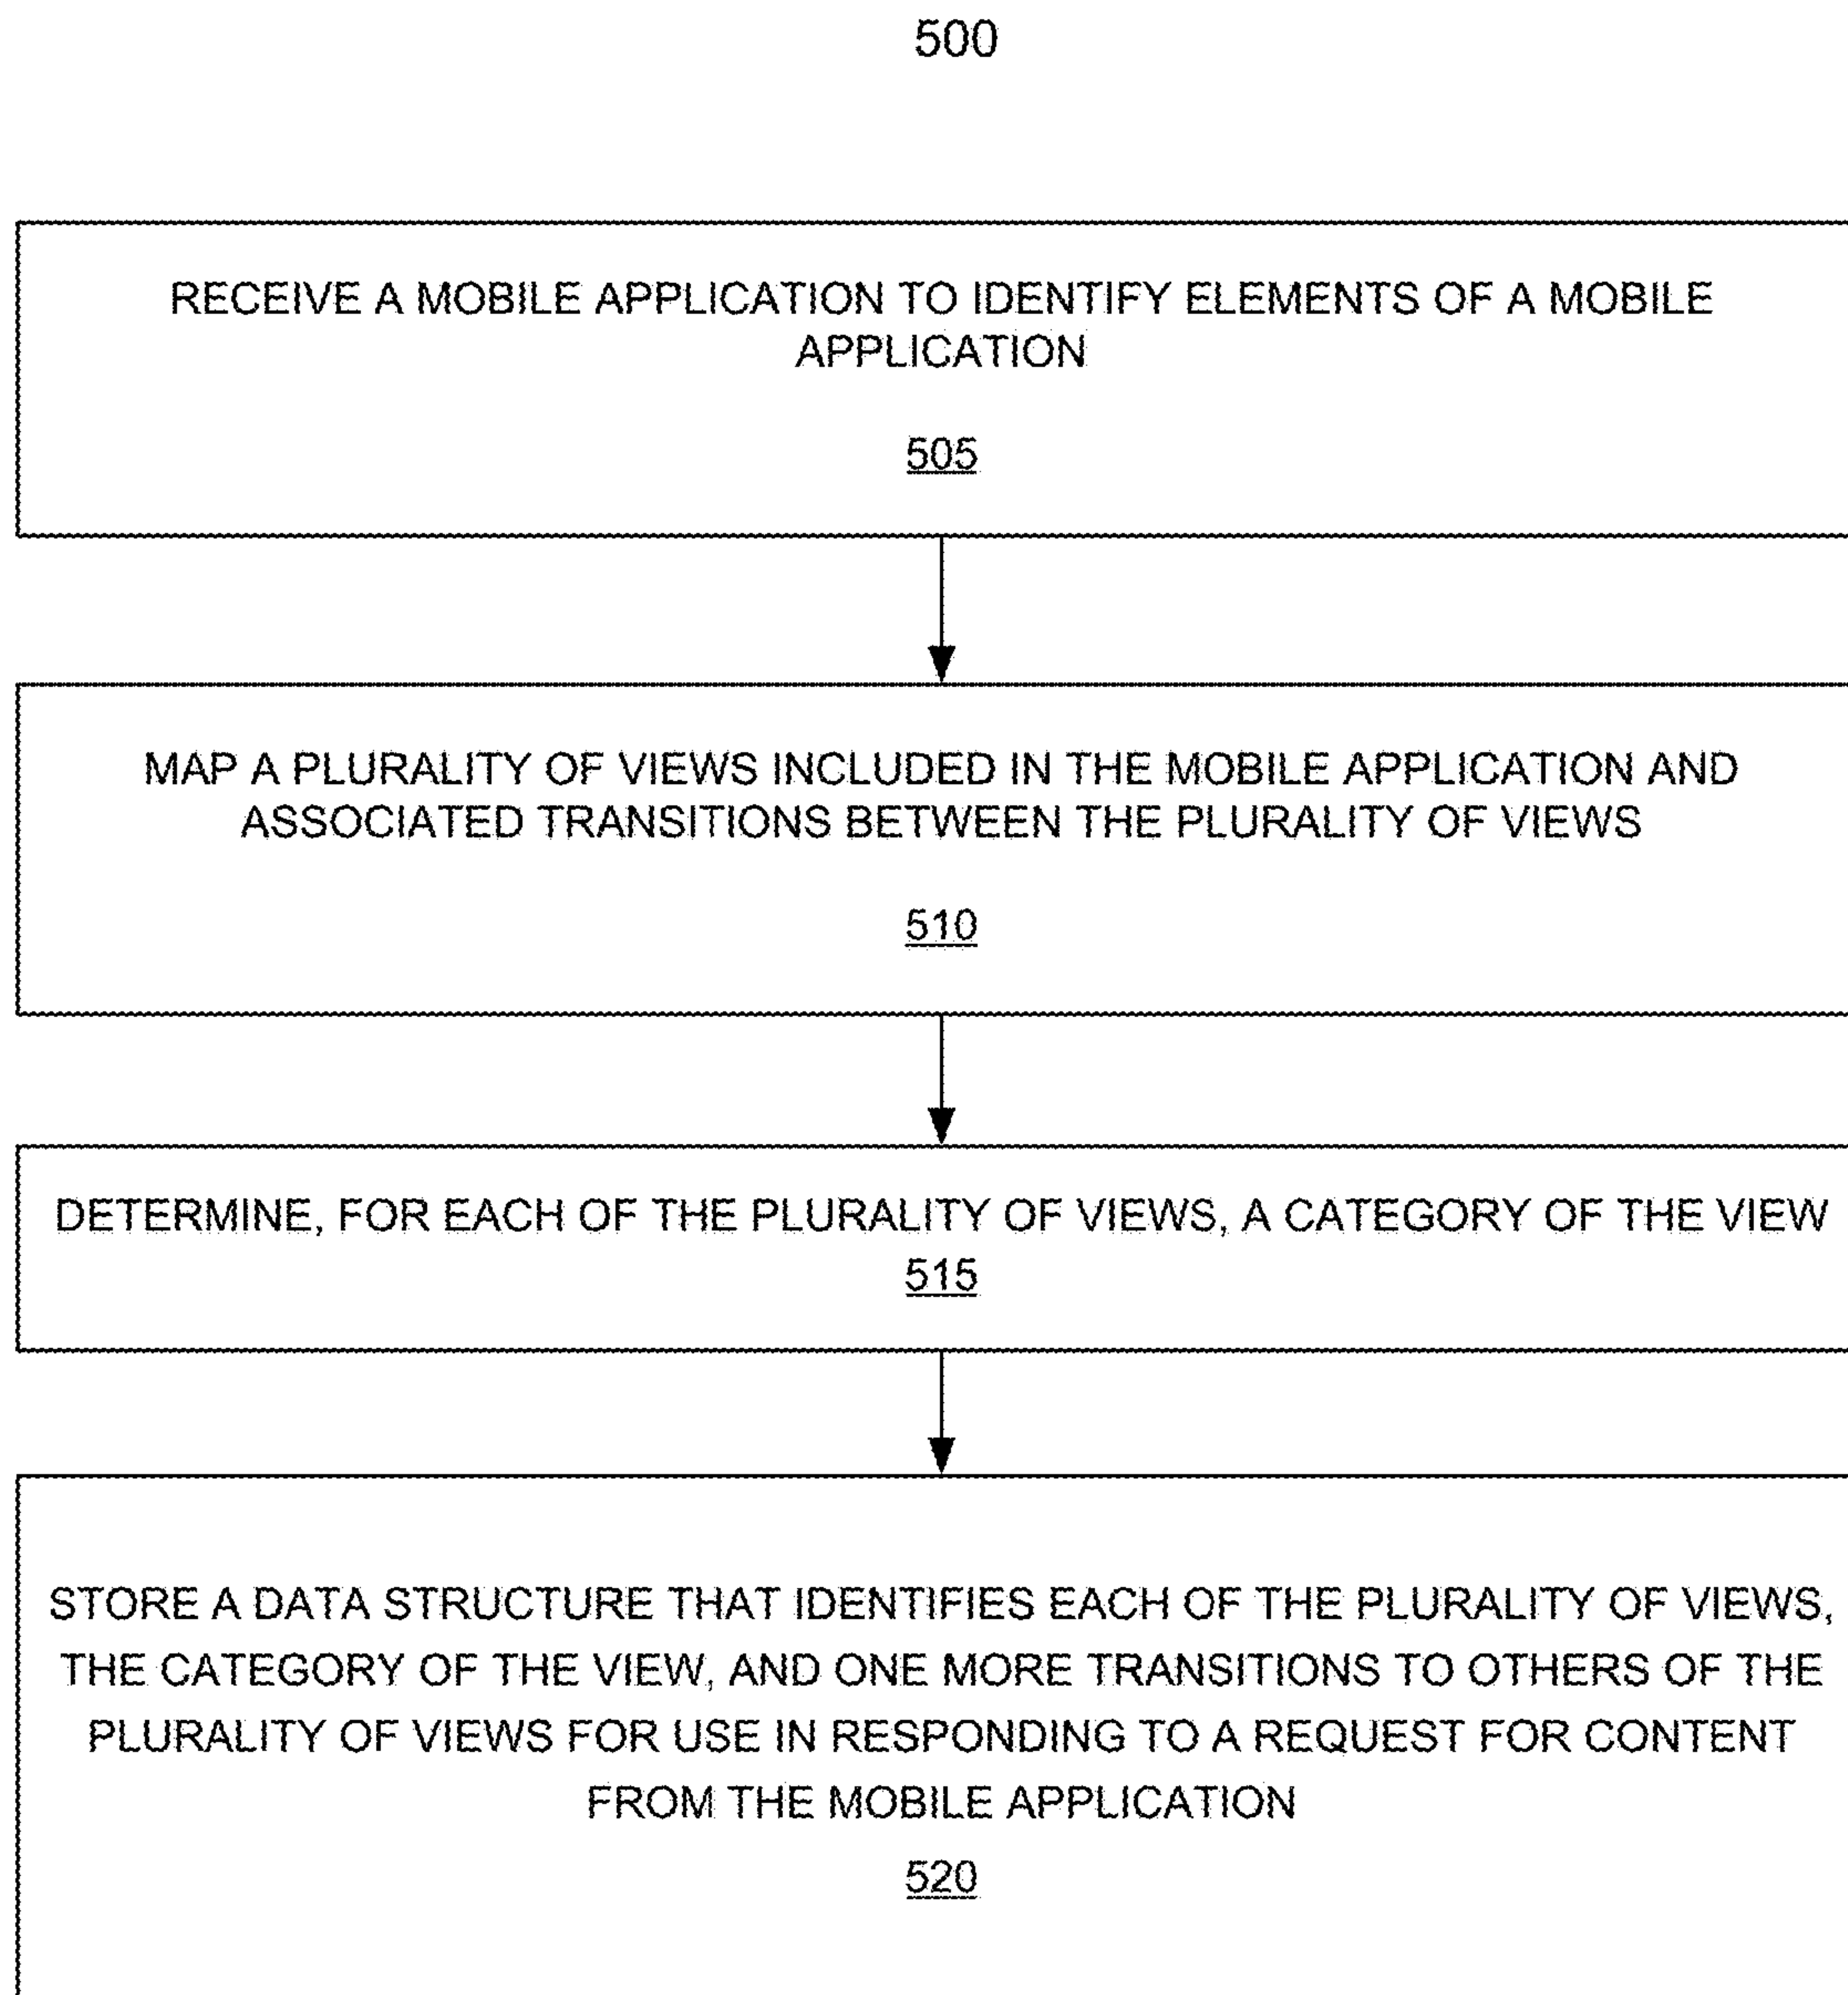 500
RECEIVE A MOBILE APPLICATION TO IDENTIFY ELEMENTS OF A MOBILE
APPLICATION
505
MAP A PLURALITY OF VIEWS INCLUDED IN THE MOBILE APPLICATION AND
ASSOCIATED TRANSITIONS BETWEEN THE PLURALITY OF VIEWS
510
DETERMINE, FOR EACH OF THE PLURALITY OF VIEWS, A CATEGORY OF THE VIEW
515
STORE A DATA STRUCTURE THAT IDENTIFIES EACH OF THE PLURALITY OF VIEWS,
THE CATEGORY OF THE VIEW, AND ONE MORE TRANSITIONS TO OTHERS OF THE
PLURALITY OF VIEWS FOR USE IN RESPONDING TO A REQUEST FOR CONTENT
FROM THE MOBILE APPLICATION
520